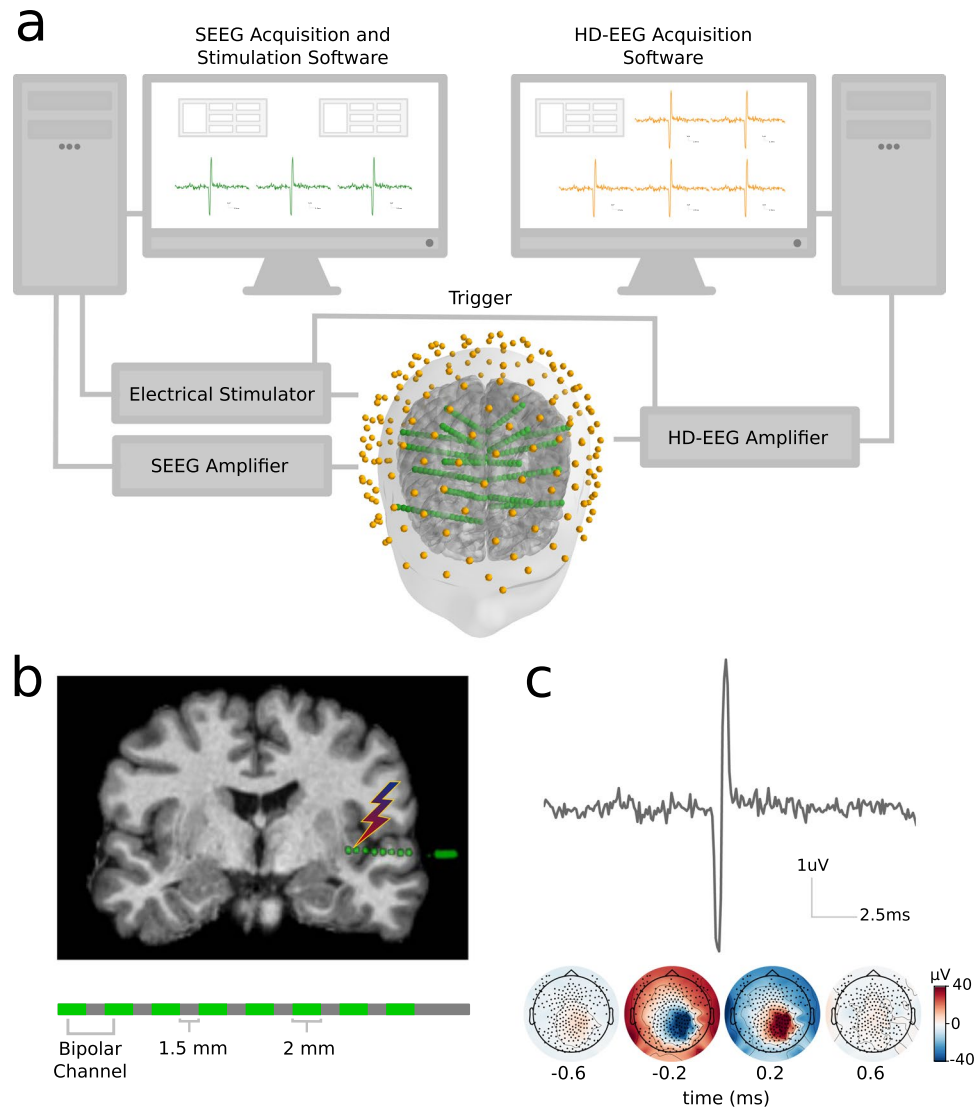 a
SEEG Acquisition and
Stimulation Software
HD-EEG Acquisition
Software
Trigger
Electrical Stimulator
SEEG Amplifier
HD-EEG Amplifier
b
Bipolar
Channel
1.5 mm
2 mm
c
1uV
2.5ms
μV
40
0
-40
-0.6
-0.2
0.2
0.6
time (ms)